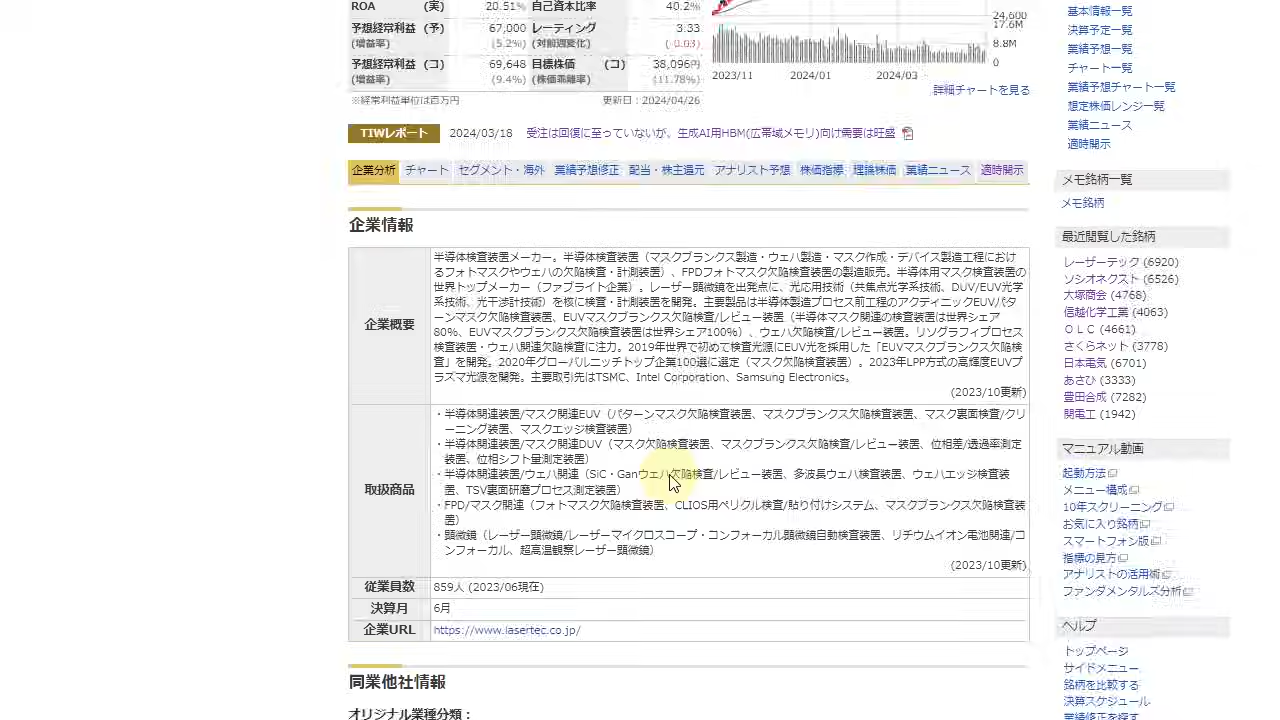 ROA (実) 20.51% 自己資本比率 40.2%
予想経常利益 (予) 67,000 レーティング 3.33
(増益率) (5.2%) (対前週変化) (-0.03)
予想経常利益 (コ) 69,648 目標株価 (コ) 38,096円
(増益率) (9.4%) (株価乖離率) (11.78%)
※経常利益単位は百万円 更新日：2024/04/26
24,600
17.6M
8.8M
0
2023/11 2024/01 2024/03
詳細チャートを見る
TIWレポート 2024/03/18 受注は回復に至っていないが、生成AI用HBM(広帯域メモリ)向け需要は旺盛
企業分析 チャート セグメント・海外 業績予想修正 配当・株主還元 アナリスト予想 株価指標 理論株価 業績ニュース 適時開示
企業情報
企業概要
半導体検査装置メーカー。半導体検査装置（マスクブランクス製造・ウェハ製造・マスク作成・デバイス製造工程におけ
るフォトマスクやウェハの欠陥検査・計測装置）、FPDフォトマスク欠陥検査装置の製造販売。半導体用マスク検査装置の
世界トップメーカー（ファブライト企業）。レーザー顕微鏡を出発点に、光応用技術（共焦点光学系技術、DUV/EUV光学
系技術、光干渉計技術）を核に検査・計測装置を開発。主要製品は半導体製造プロセス前工程のアクティニックEUVパタ
ーンマスク欠陥検査装置、EUVマスクブランクス欠陥検査/レビュー装置（半導体マスク関連の検査装置は世界シェア
80%、EUVマスクブランクス欠陥検査装置は世界シェア100%）、ウェハ欠陥検査/レビュー装置。リソグラフィプロセス
検査装置・ウェハ関連欠陥検査に注力。2019年世界で初めて検査光源にEUV光を採用した「EUVマスクブランクス欠陥検
査」を開発。2020年グローバルニッチトップ企業100選に選定（マスク欠陥検査装置）。2023年LPP方式の高輝度EUVプ
ラズマ光源を開発。主要取引先はTSMC、Intel Corporation、Samsung Electronics。
(2023/10更新)
取扱商品
・半導体関連装置/マスク関連EUV（パターンマスク欠陥検査装置、マスクブランクス欠陥検査装置、マスク裏面検査/クリ
ーニング装置、マスクエッジ検査装置）
・半導体関連装置/マスク関連DUV（マスク欠陥検査装置、マスクブランクス欠陥検査/レビュー装置、位相差/透過率測定
装置、位相シフト量測定装置）
・半導体関連装置/ウェハ関連（SiC・Ganウェハ欠陥検査/レビュー装置、多波長ウェハ検査装置、ウェハエッジ検査装
置、TSV裏面研磨プロセス測定装置）
・FPD/マスク関連（フォトマスク欠陥検査装置、CLIOS用ペリクル検査/貼り付けシステム、マスクブランクス検査装
置）
・顕微鏡（レーザー顕微鏡/レーザーマイクロスコープ・コンフォーカル顕微鏡自動検査装置、リチウムイオン電池関連/コ
ンフォーカル、超高温観察レーザー顕微鏡）
(2023/10更新)
従業員数 859人 (2023/06現在)
決算月 6月
企業URL https://www.lasertec.co.jp/
同業他社情報
オリジナル業種分類：
基本情報一覧
決算予定一覧
業績予想一覧
チャート一覧
業績予想チャート一覧
想定株価レンジ一覧
業績ニュース
適時開示
メモ銘柄一覧
メモ銘柄
最近閲覧した銘柄
レーザーテック (6920)
ソシオネクスト (6526)
大塚商会 (4768)
信越化学工業 (4063)
ＯＬＣ (4661)
さくらネット (3778)
日本電気 (6701)
あさひ (3333)
豊田合成 (7282)
関電工 (1942)
マニュアル動画
起動方法
メニュー構成
10年スクリーニング
お気に入り銘柄
スマートフォン版
指標の見方
アナリストの活用術
ファンダメンタルズ分析
ヘルプ
トップページ
サイドメニュー
銘柄を比較する
決算スケジュール
業績修正を探す